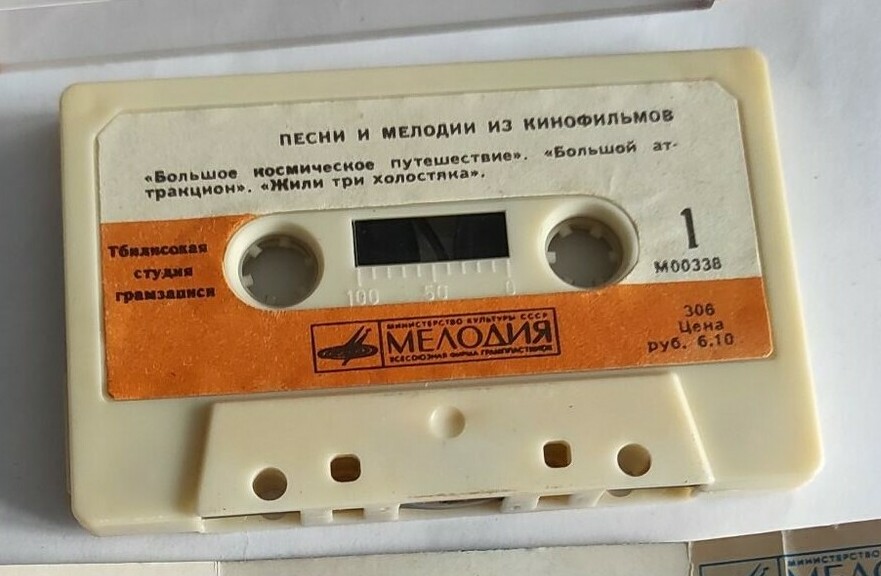 ПЕСНИ И МЕЛОДИИ ИЗ КИНОФИЛЬМОВ
«Большое космическое путешествие». «Большой ат-
тракцион». «Жили три холостяка».
Тбилисская
студия
грамзаписи
1
М00338
100 50 0
306
Цена
руб. 6.10
МИНИСТЕРСТВО КУЛЬТУРЫ СССР
МЕЛОДИЯ
ВСЕСОЮЗНАЯ ФИРМА ГРАМПЛАСТИНОК
МИНИСТЕРСТВО